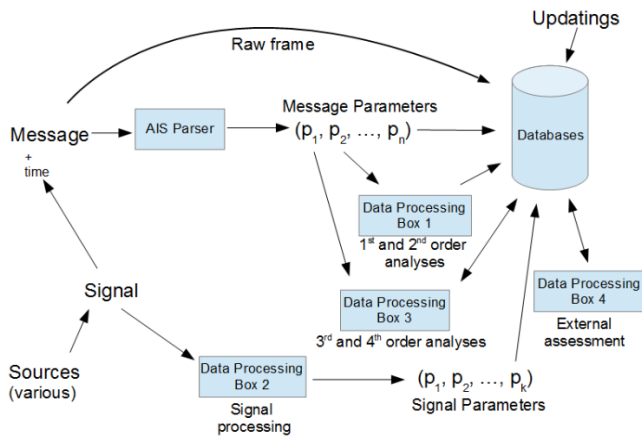 Updatings
Raw frame
Message Parameters
Message
+
time
AIS Parser
(p₁, p₂, ..., pₙ)
Databases
Data Processing
Box 1
1ˢᵗ and 2ⁿᵈ order
analyses
Signal
Data Processing
Box 3
3ʳᵈ and 4ᵗʰ order analyses
Data Processing
Box 4
External
assessment
Sources
(various)
Data Processing
Box 2
Signal
processing
(p₁, p₂, ..., pₖ)
Signal Parameters